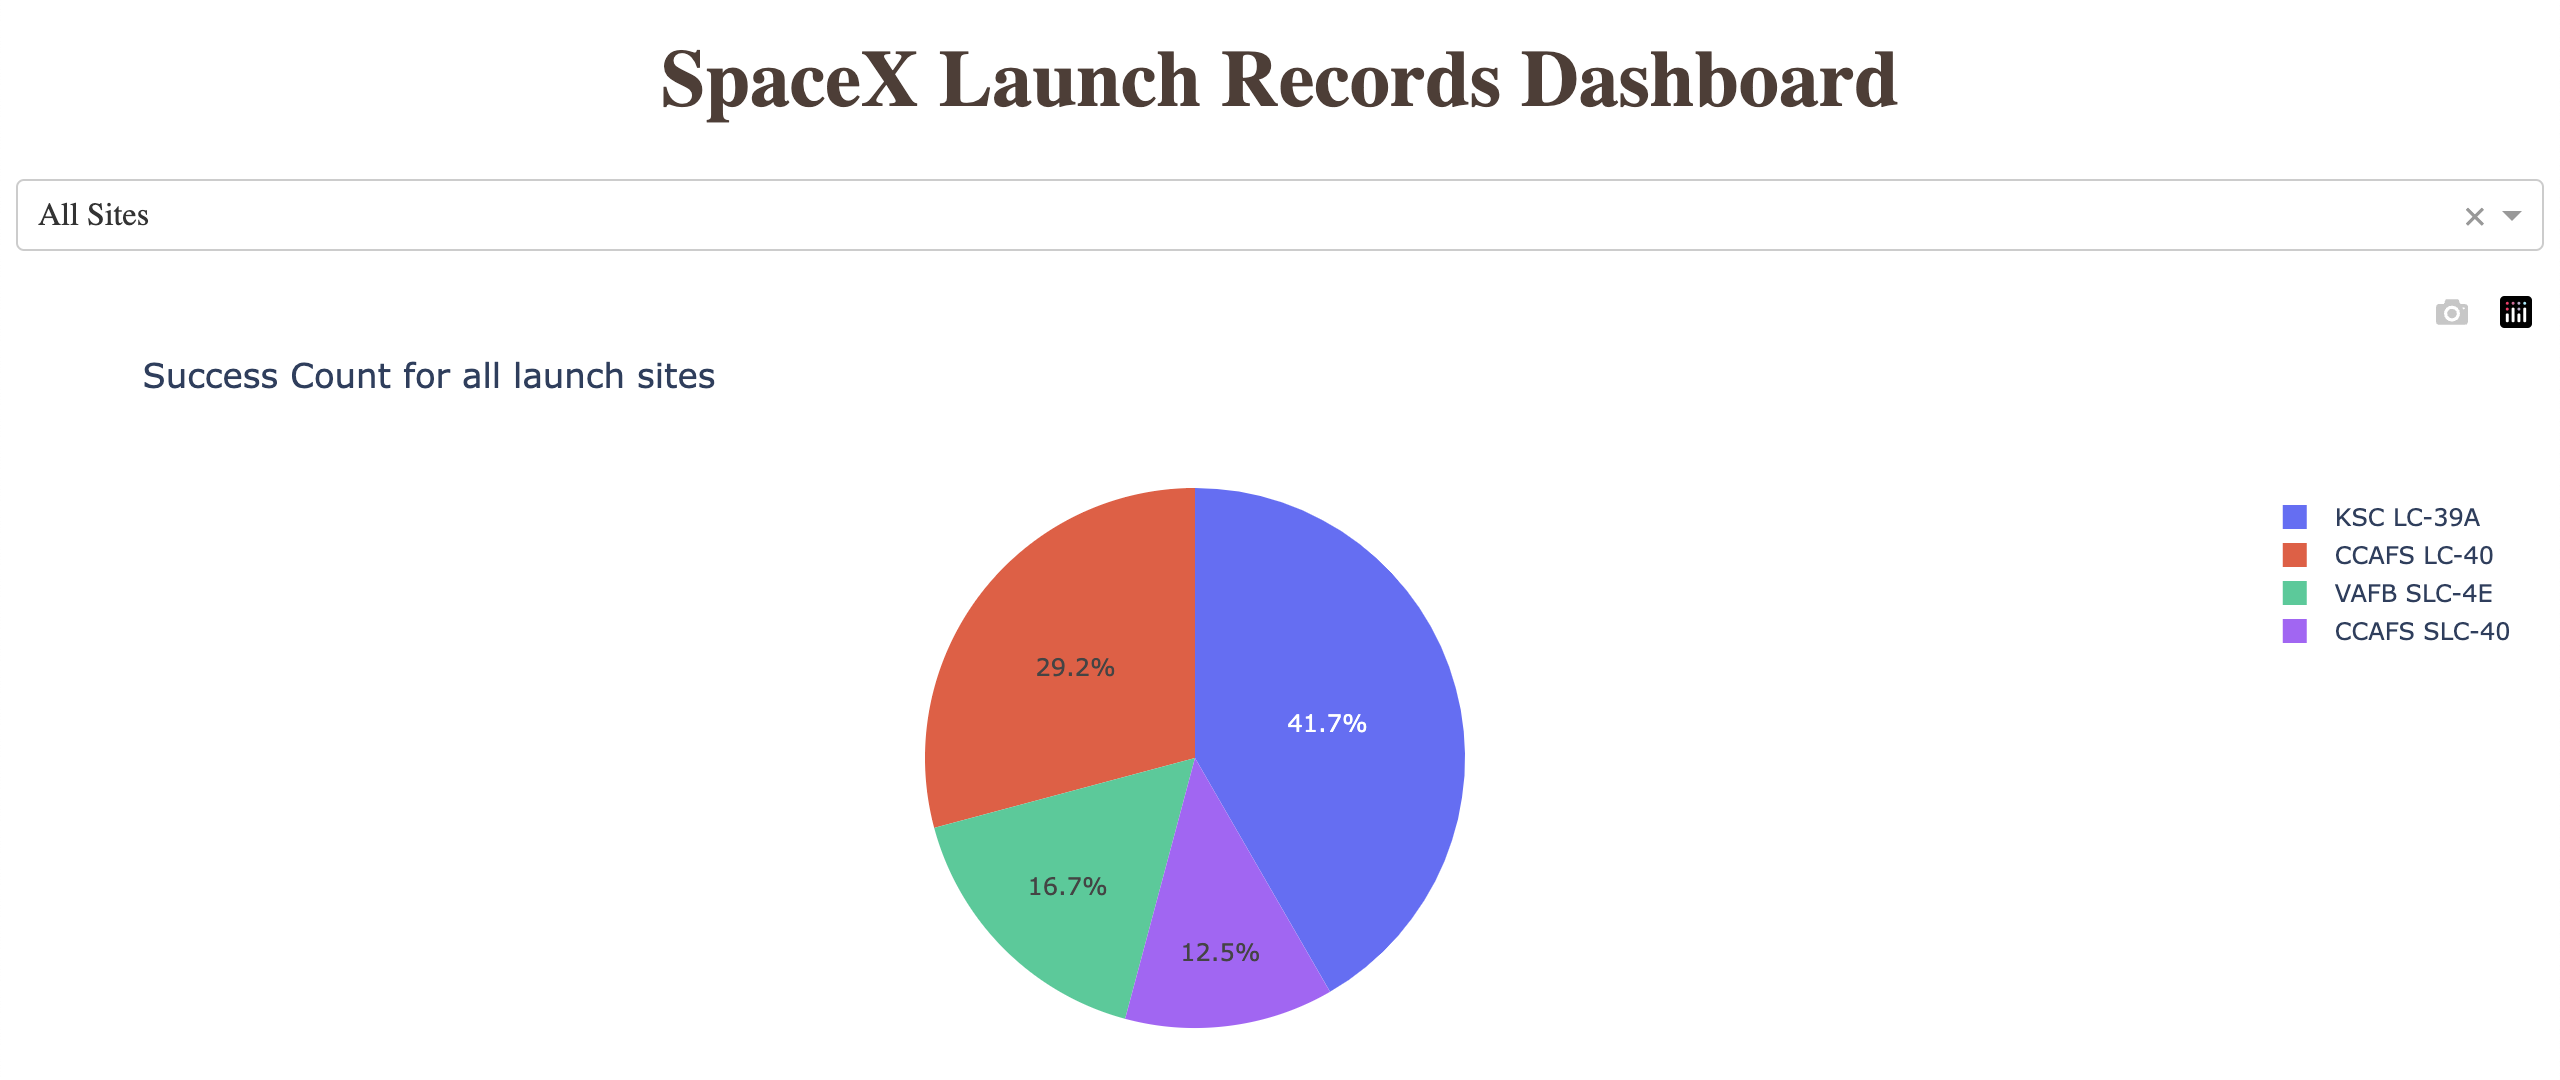 SpaceX Launch Records Dashboard
All Sites
Success Count for all launch sites
KSC LC-39A
CCAFS LC-40
VAFB SLC-4E
CCAFS SLC-40
29.2%
41.7%
16.7%
12.5%